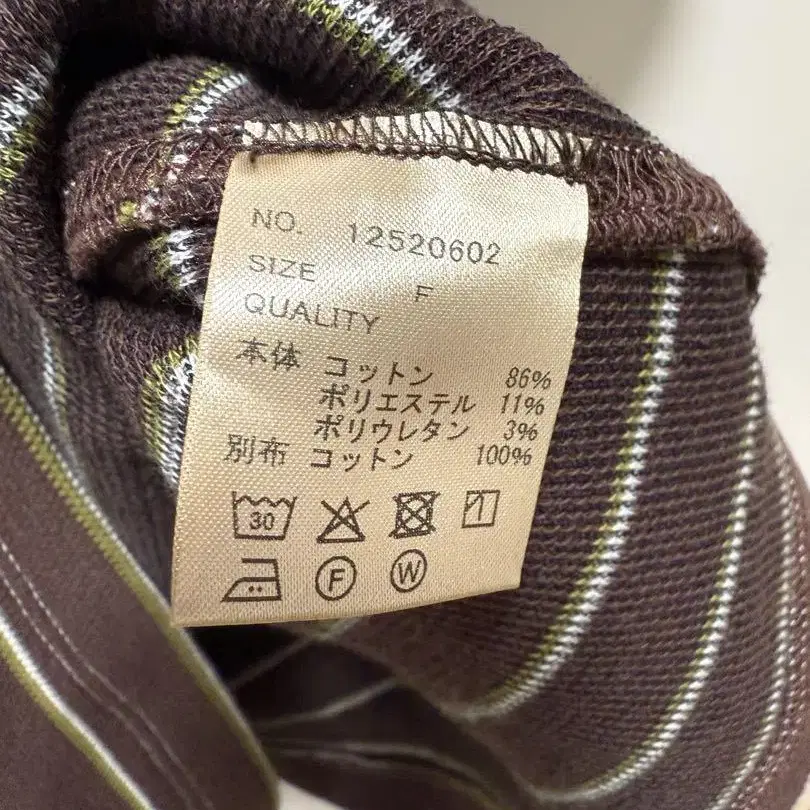 NO. 12520602
SIZE F
QUALITY
本体 コットン 86%
ポリエステル 11%
ポリウレタン 3%
別布 コットン 100%
30
F W